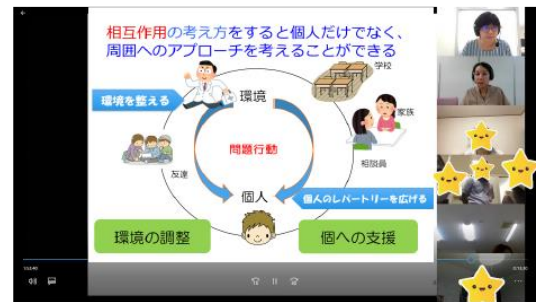 相互作用の考え方をすると個人だけでなく、
周囲へのアプローチを考えることができる
学校
環境を整える
環境
家族
問題行動
相談員
友達
個人
個人のレパートリーを広げる
環境の調整
個への支援